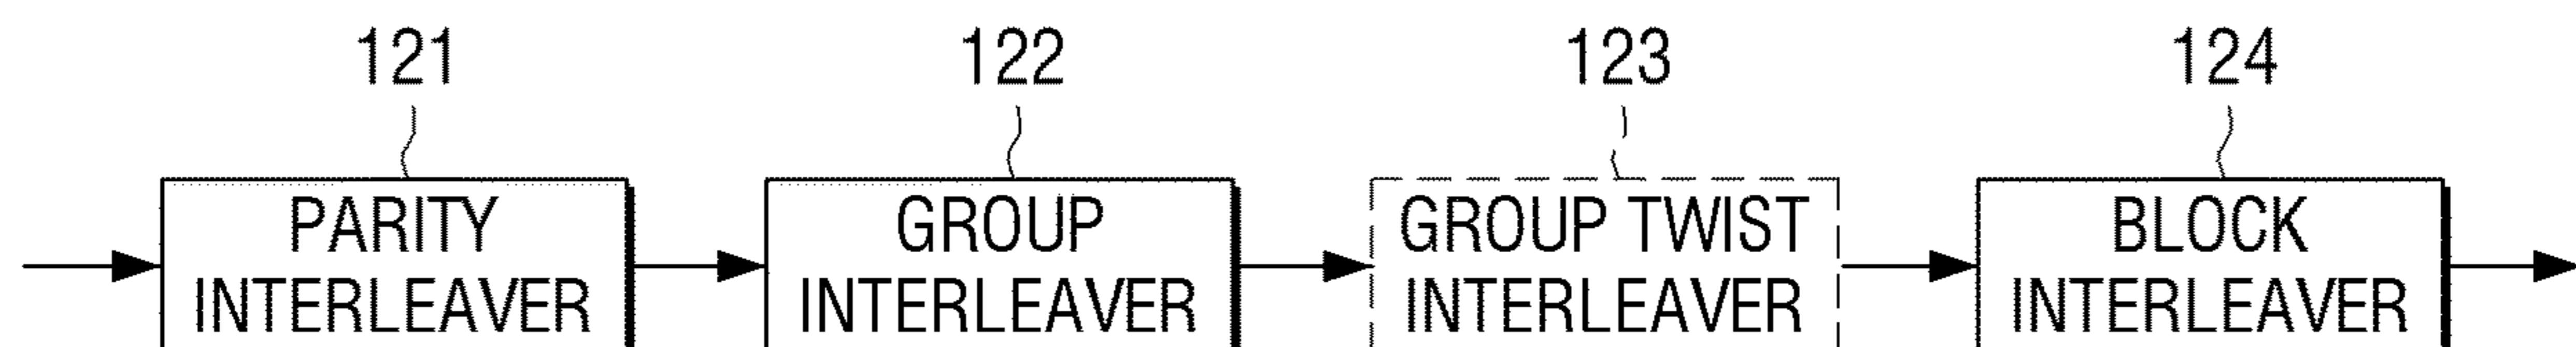 121
122
123
124
PARITY
INTERLEAVER
GROUP
INTERLEAVER
GROUP TWIST
INTERLEAVER
BLOCK
INTERLEAVER